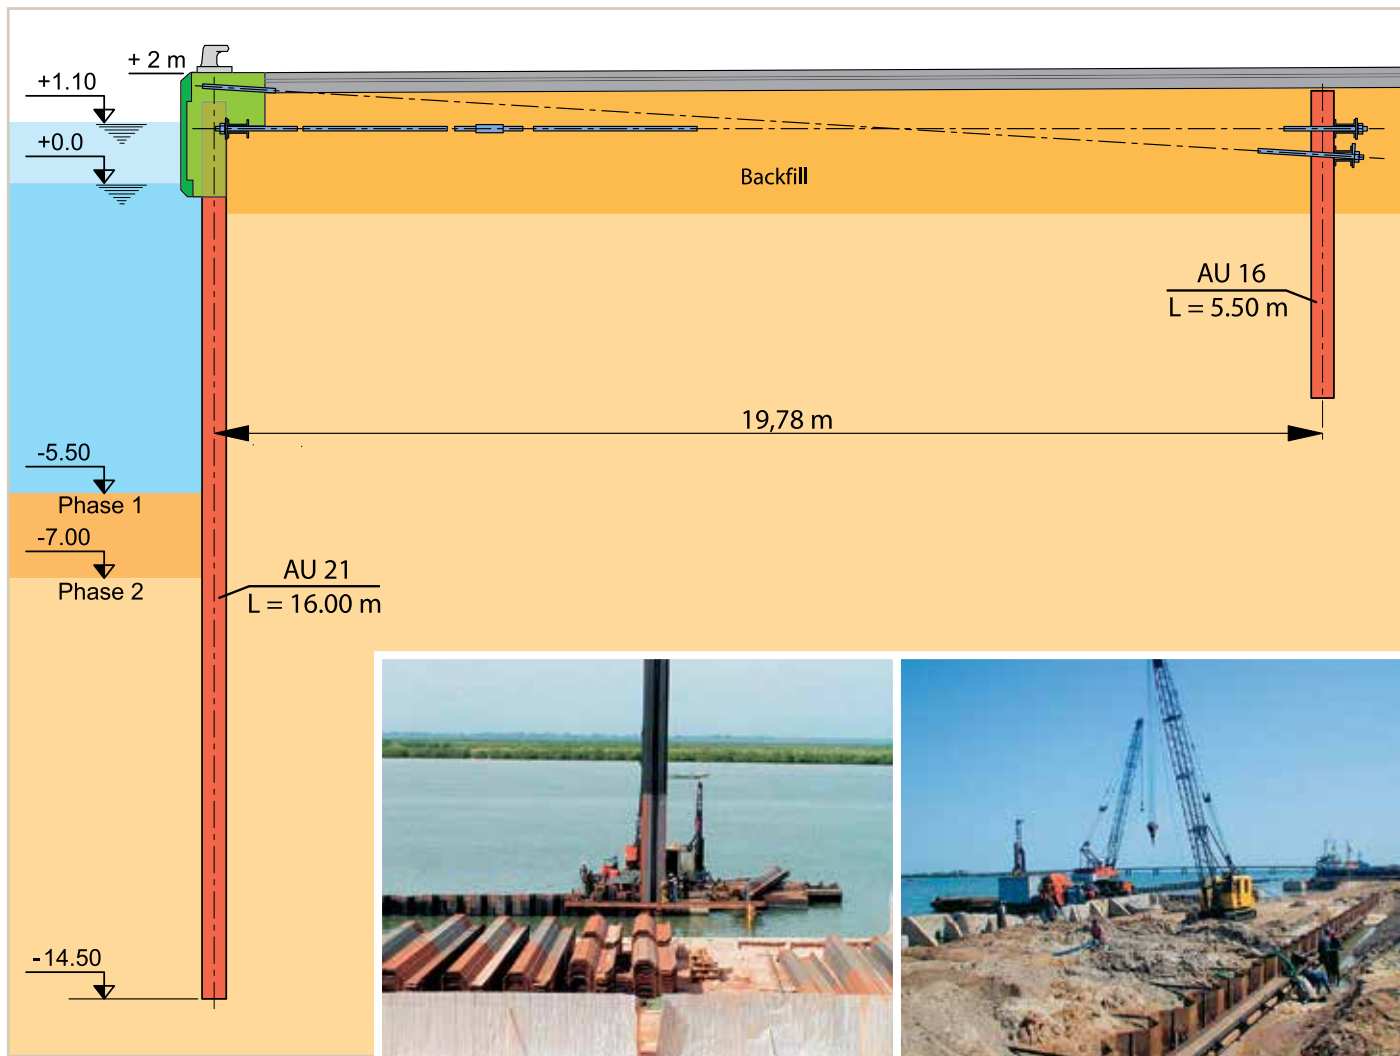 + 2 m
+1.10
+0.0
Backfill
AU 16
L = 5.50 m
19,78 m
-5.50
Phase 1
-7.00
Phase 2
AU 21
L = 16.00 m
-14.50